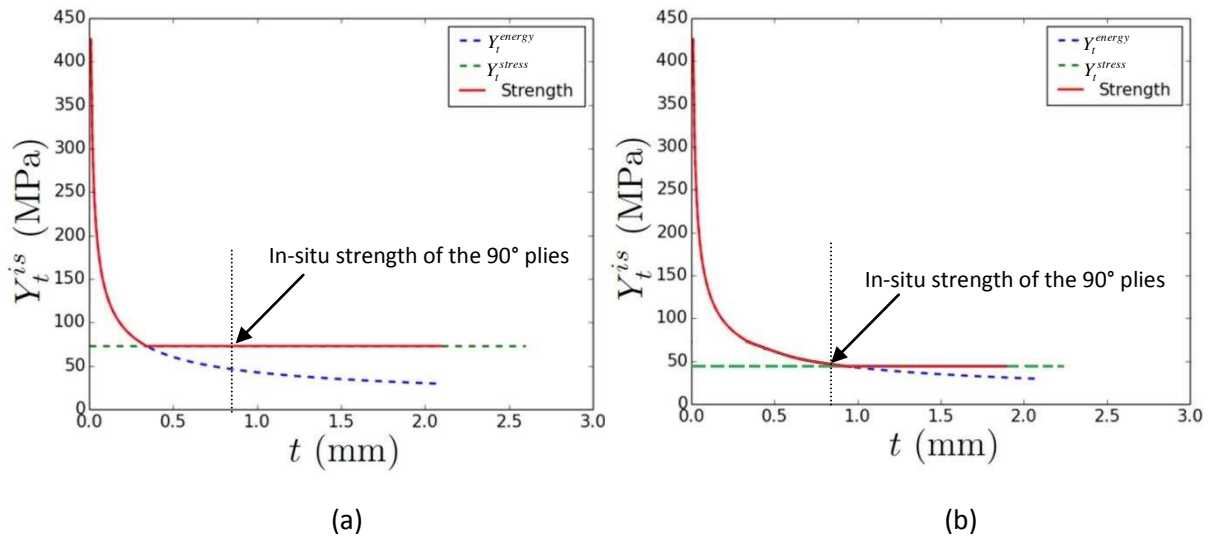 450
400
350
300
250
200
150
100
50
0
0.0 0.5 1.0 1.5 2.0 2.5 3.0
Y_t^{is} (MPa)
t (mm)
Y_t^{energy}
Y_t^{stress}
Strength
In-situ strength of the 90° plies
(a)
450
400
350
300
250
200
150
100
50
0
0.0 0.5 1.0 1.5 2.0 2.5 3.0
Y_t^{is} (MPa)
t (mm)
Y_t^{energy}
Y_t^{stress}
Strength
In-situ strength of the 90° plies
(b)